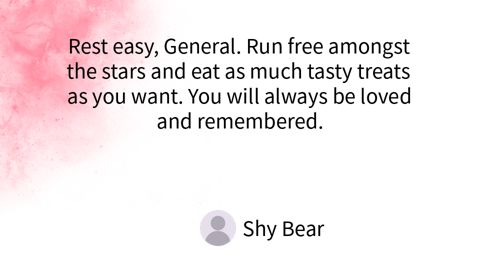 Rest easy, General. Run free amongst
the stars and eat as much tasty treats
as you want. You will always be loved
and remembered.
Shy Bear